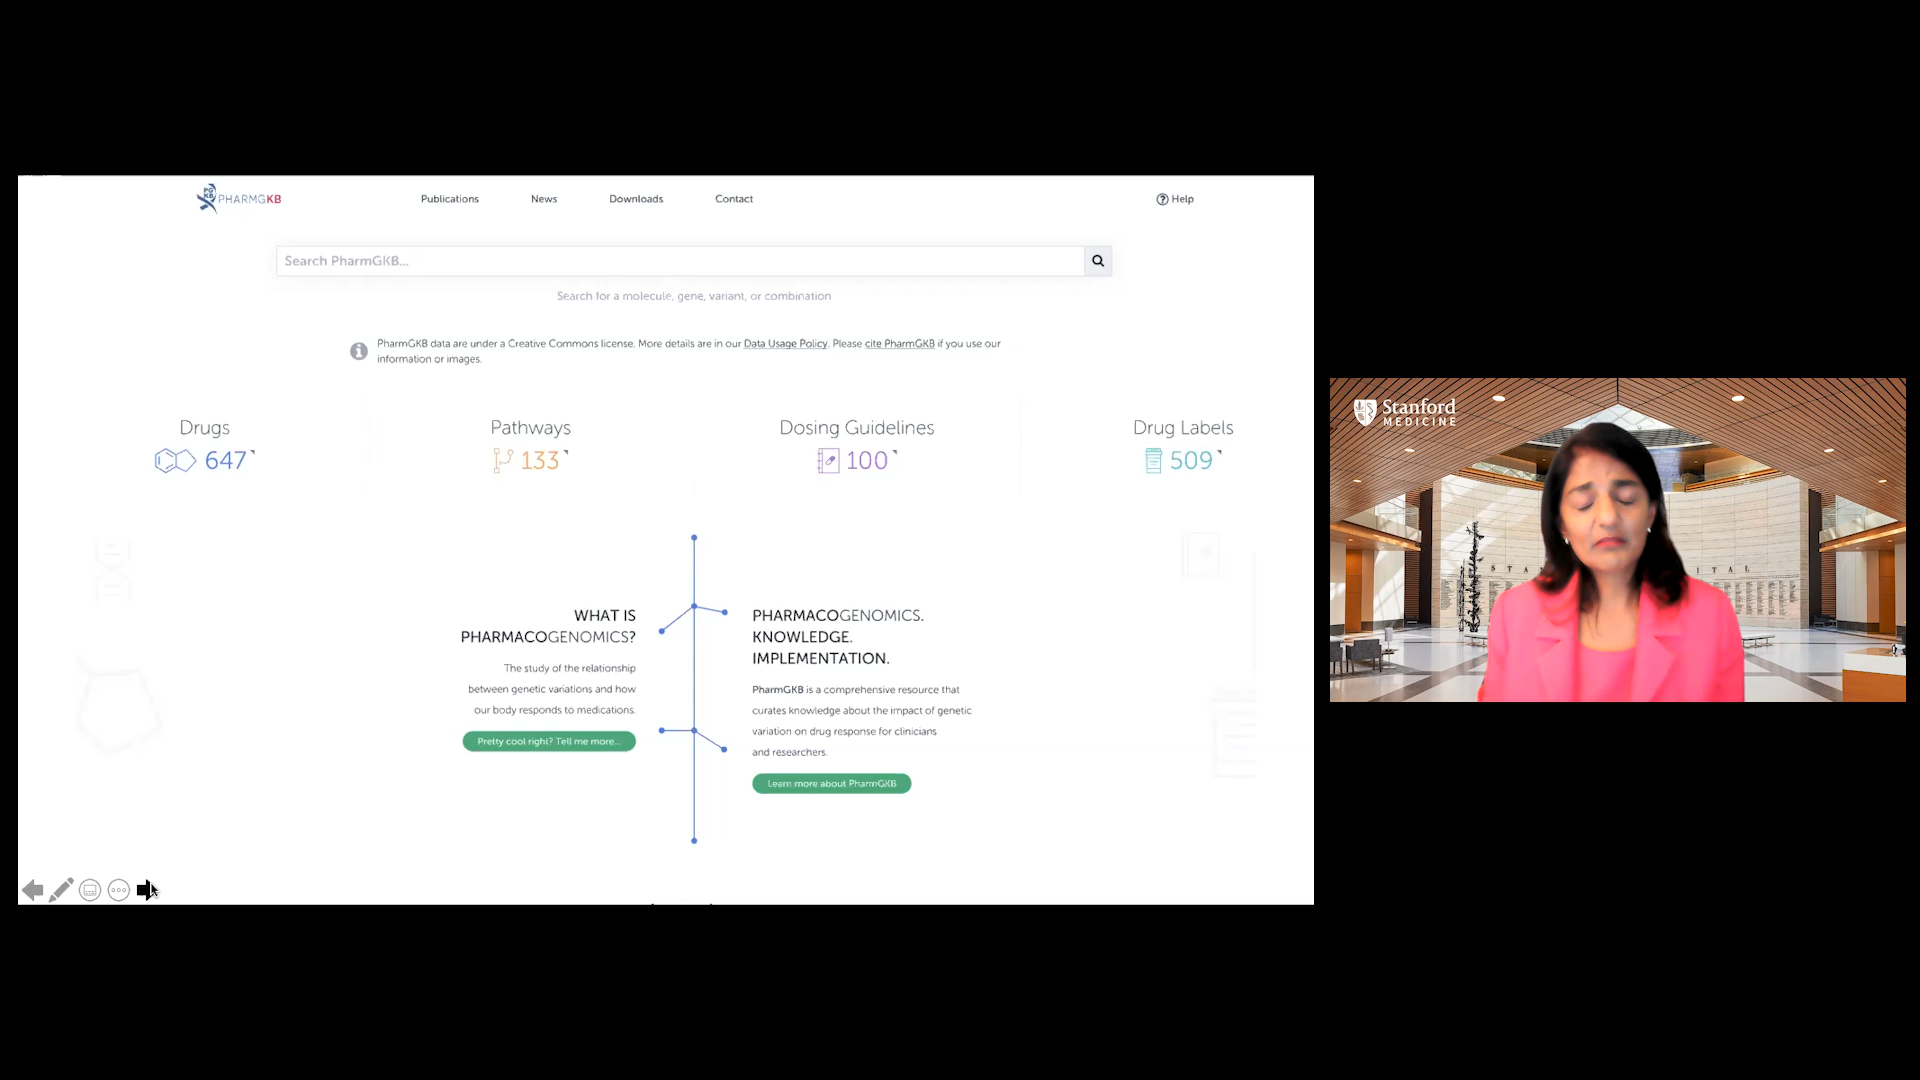 PHARMGKB
Publications
News
Downloads
Contact
Help
Search PharmGKB...
Search for a molecule, gene, variant, or combination
PharmGKB data are under a Creative Commons license. More details are in our Data Usage Policy. Please cite PharmGKB if you use our
information or images.
Drugs
647
Pathways
133
Dosing Guidelines
100
Drug Labels
509
WHAT IS
PHARMACOGENOMICS?
The study of the relationship
between genetic variations and how
our body responds to medications.
Pretty cool right? Tell me more...
PHARMACOGENOMICS.
KNOWLEDGE.
IMPLEMENTATION.
PharmGKB is a comprehensive resource that
curates knowledge about the impact of genetic
variation on drug response for clinicians
and researchers.
Learn more about PharmGKB
Stanford
MEDICINE